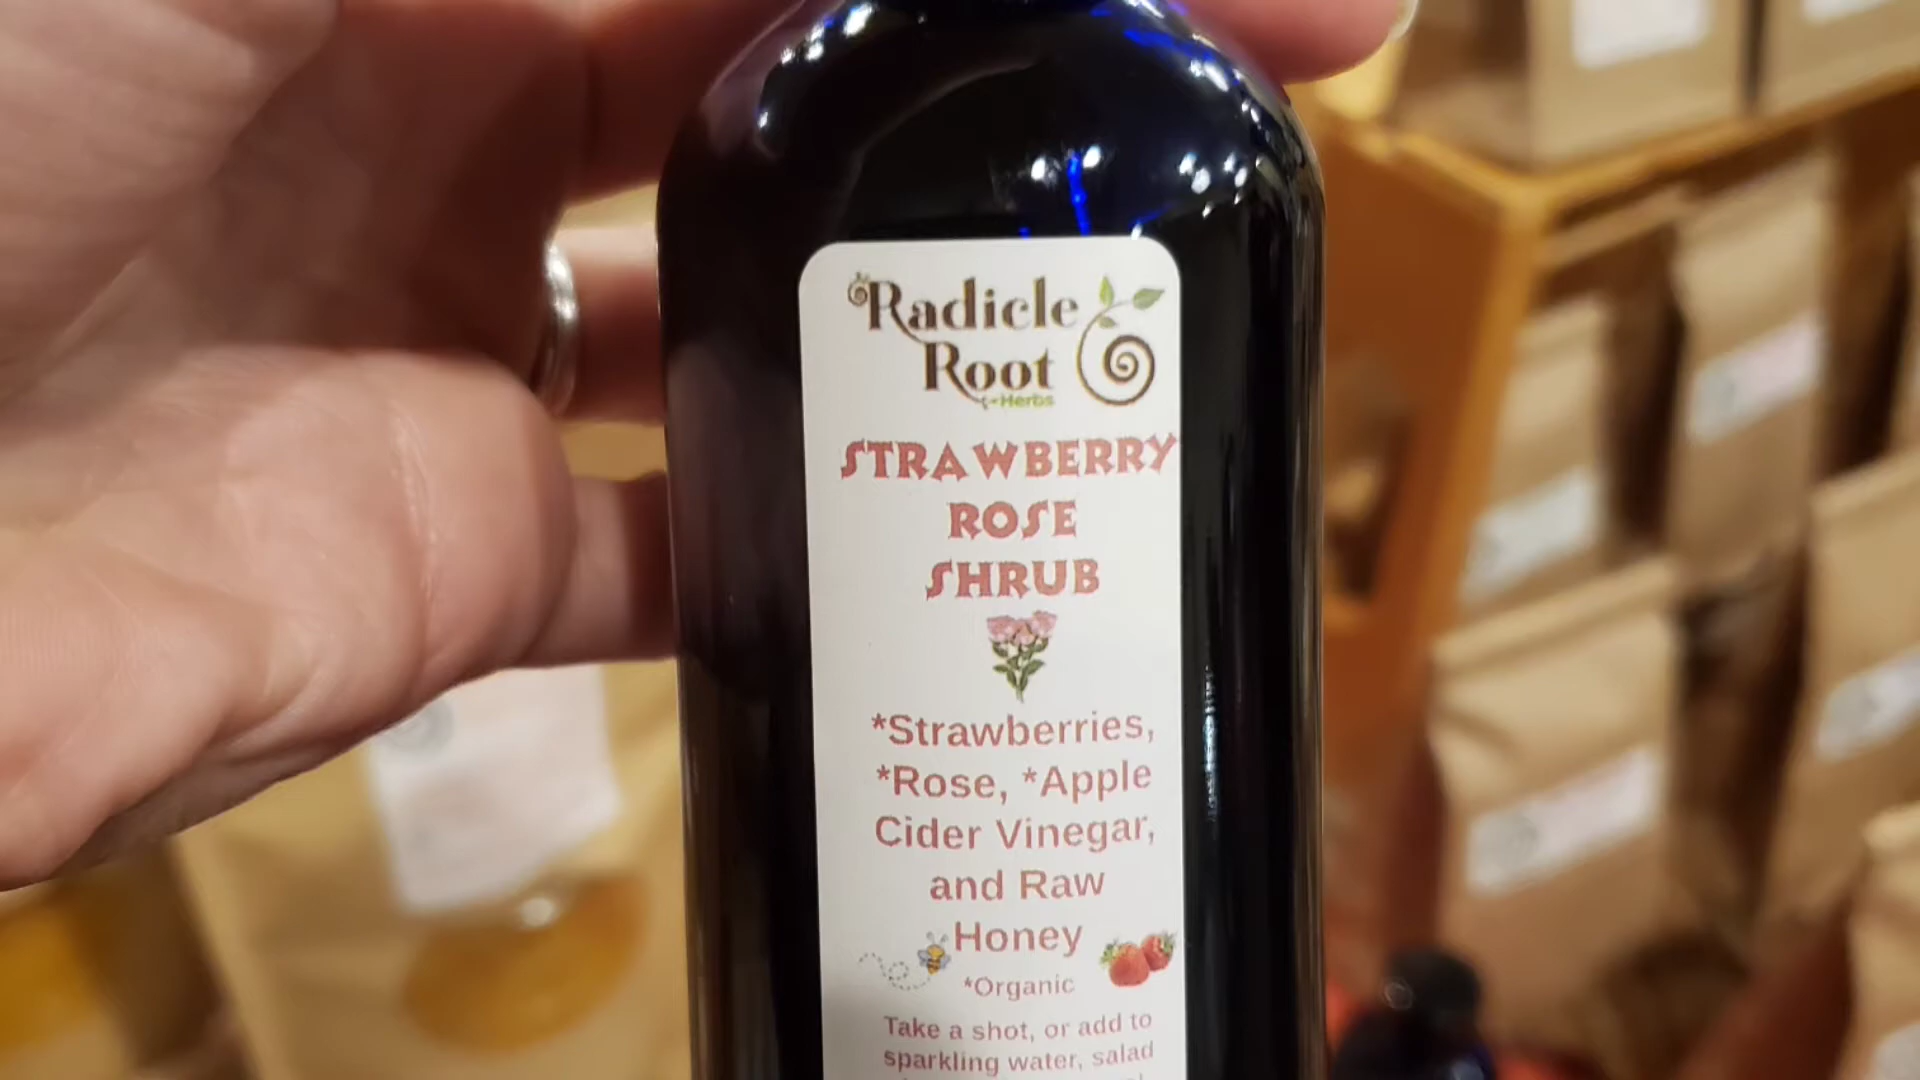 Radicle
Root
Herbs
STRAWBERRY
ROSE
SHRUB
*Strawberries,
*Rose, *Apple
Cider Vinegar,
and Raw
Honey
*Organic
Take a shot, or add to
sparkling water, salad